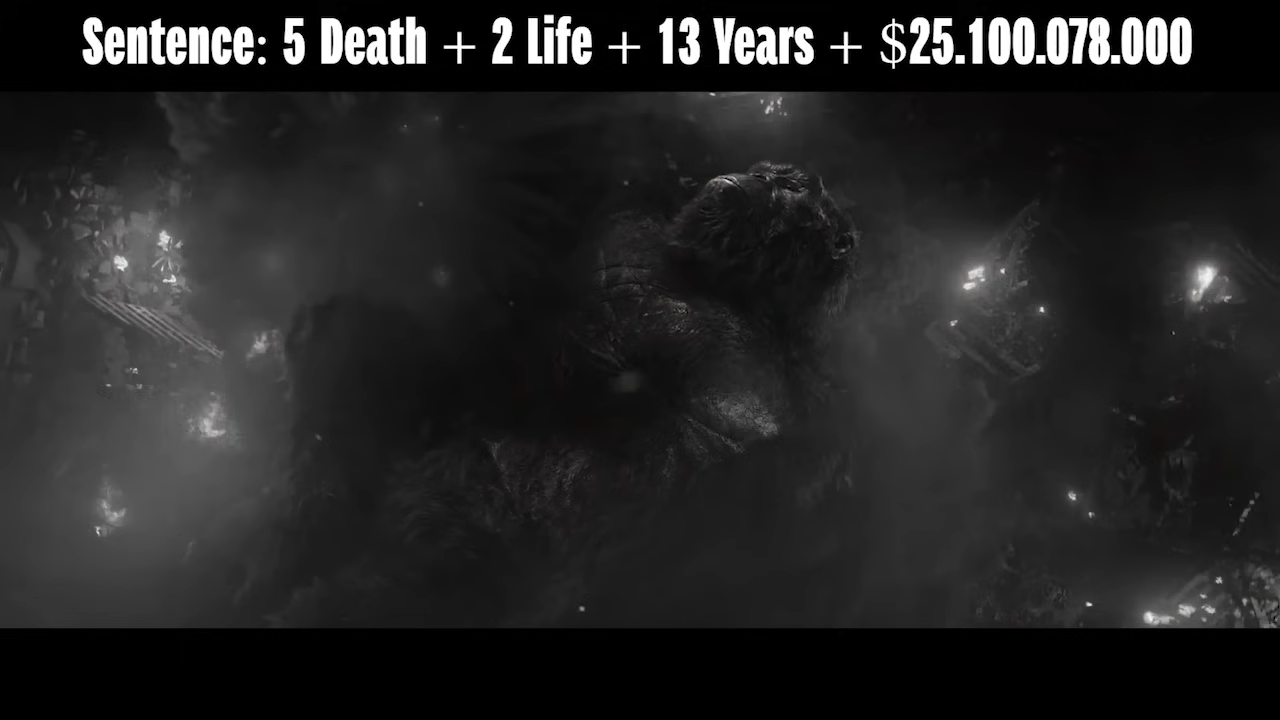 Sentence: 5 Death + 2 Life + 13 Years + $25.100.078.000